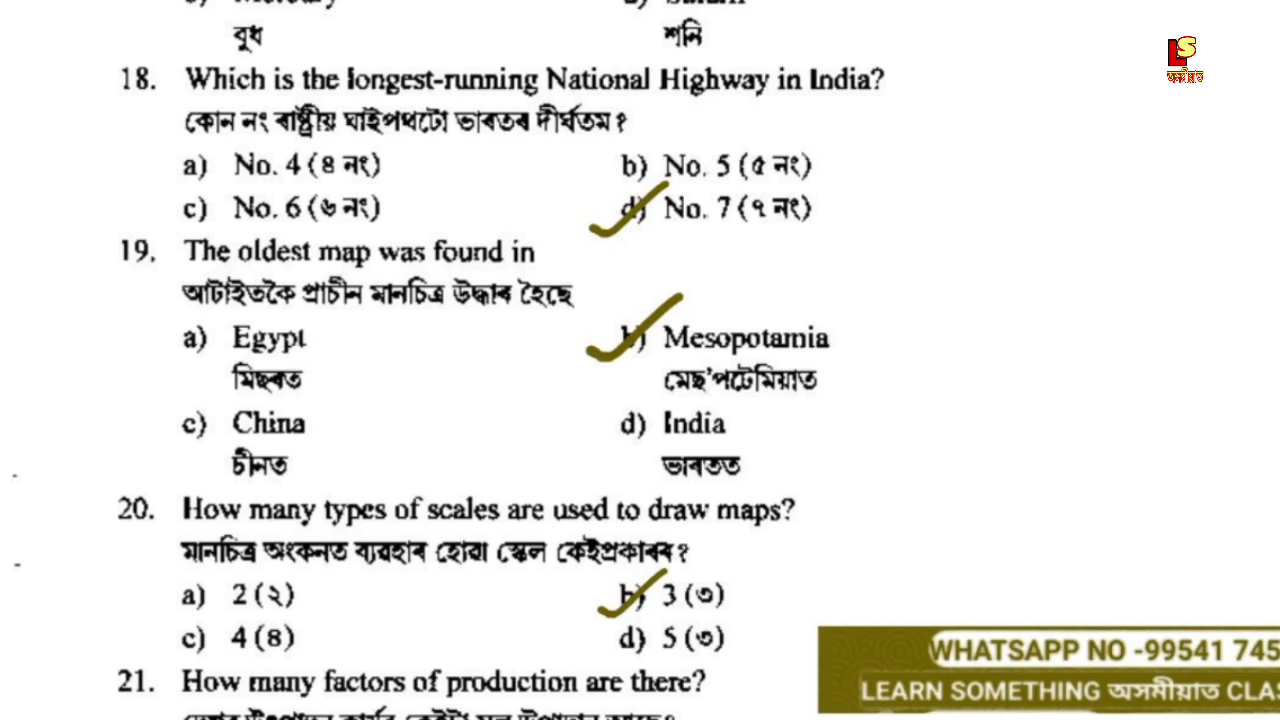 বুধ
শনি
18. Which is the longest-running National Highway in India?
কোন নং ৰাষ্ট্ৰীয় ঘাইপথটো ভাৰতৰ দীৰ্ঘতম?
a) No. 4 (৪ নং)
b) No. 5 (৫ নং)
c) No. 6 (৬ নং)
d) No. 7 (৭ নং)
19. The oldest map was found in
আটাইতকৈ প্ৰাচীন মানচিত্ৰ উদ্ধাৰ হৈছে
a) Egypt
b) Mesopotamia
মিছৰত
মেছ'পটেমিয়াত
c) China
d) India
চীনত
ভাৰতত
20. How many types of scales are used to draw maps?
মানচিত্ৰ অংকনত ব্যৱহাৰ হোৱা স্কেল কেইপ্ৰকাৰৰ?
a) 2 (২)
b) 3 (৩)
c) 4 (৪)
d) 5 (৩)
21. How many factors of production are there?
LS
WHATSAPP NO -99541 745
LEARN SOMETHING অসমীয়াত CLAS